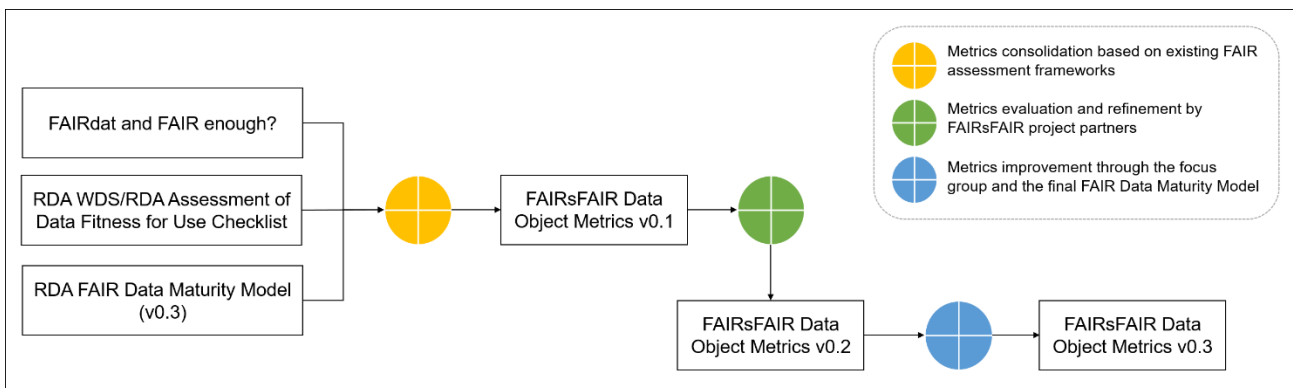 FAIRdat and FAIR enough?
RDA WDS/RDA Assessment of
Data Fitness for Use Checklist
RDA FAIR Data Maturity Model
(v0.3)
FAIRsFAIR Data
Object Metrics v0.1
FAIRsFAIR Data
Object Metrics v0.2
FAIRsFAIR Data
Object Metrics v0.3
Metrics consolidation based on existing FAIR
assessment frameworks
Metrics evaluation and refinement by
FAIRsFAIR project partners
Metrics improvement through the focus
group and the final FAIR Data Maturity Model